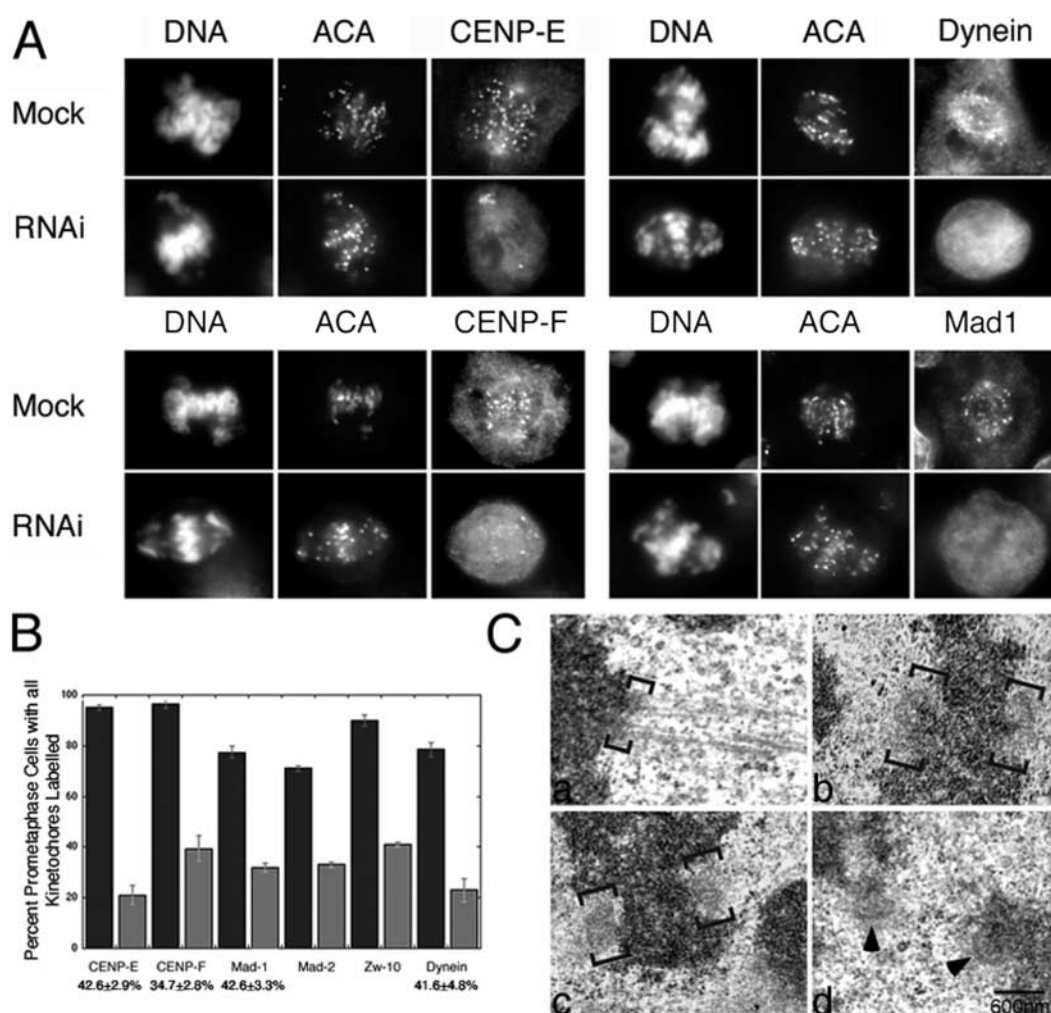 A
DNA ACA CENP-E DNA ACA Dynein
Mock
RNAi
DNA ACA CENP-F DNA ACA Mad1
Mock
RNAi
B
Percent Prometaphase Cells with all
Kinetochores Labelled
100
80
60
40
20
0
CENP-E CENP-F Mad-1 Mad-2 Zw-10 Dynein
42.6±2.9% 34.7±2.8% 42.6±3.3% 41.6±4.8%
C
a
b
c
d
600nm